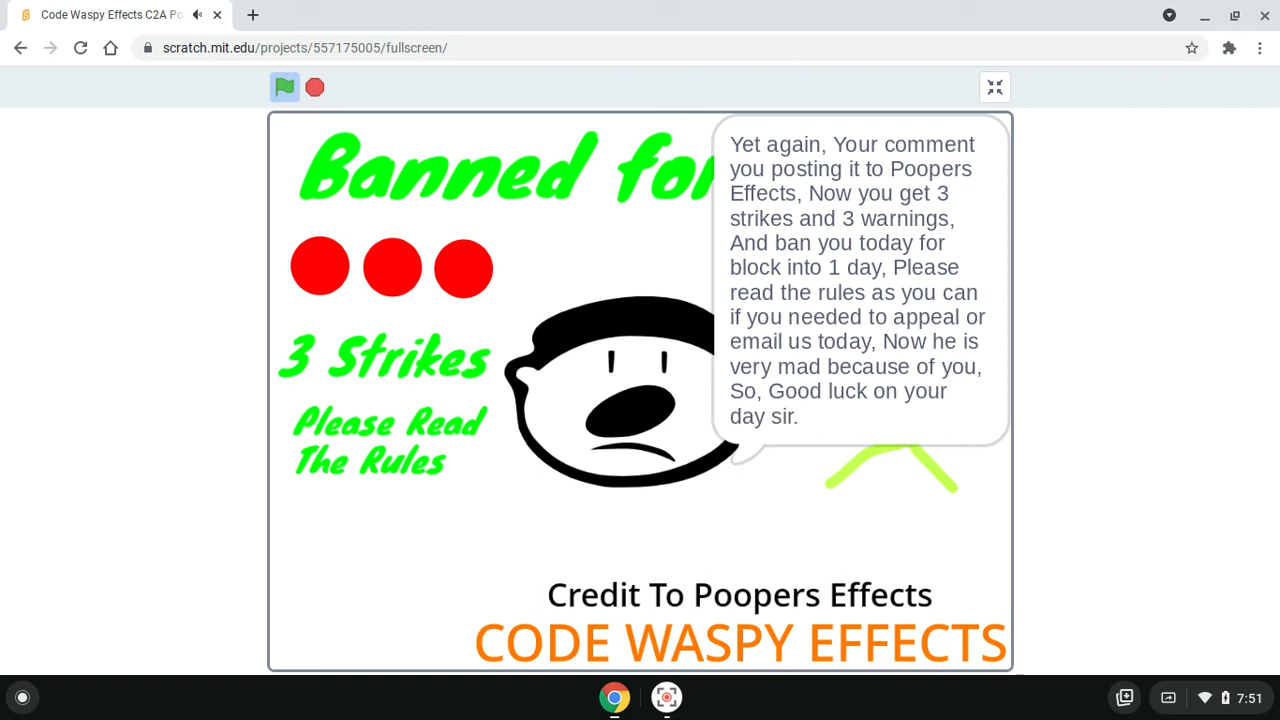 Code Waspy Effects C2A Po
scratch.mit.edu/projects/557175005/fullscreen/
Banned for
Yet again, Your comment
you posting it to Poopers
Effects, Now you get 3
strikes and 3 warnings,
And ban you today for
block into 1 day, Please
read the rules as you can
if you needed to appeal or
email us today, Now he is
very mad because of you,
So, Good luck on your
day sir.
3 Strikes
Please Read
The Rules
Credit To Poopers Effects
CODE WASPY EFFECTS
7:51